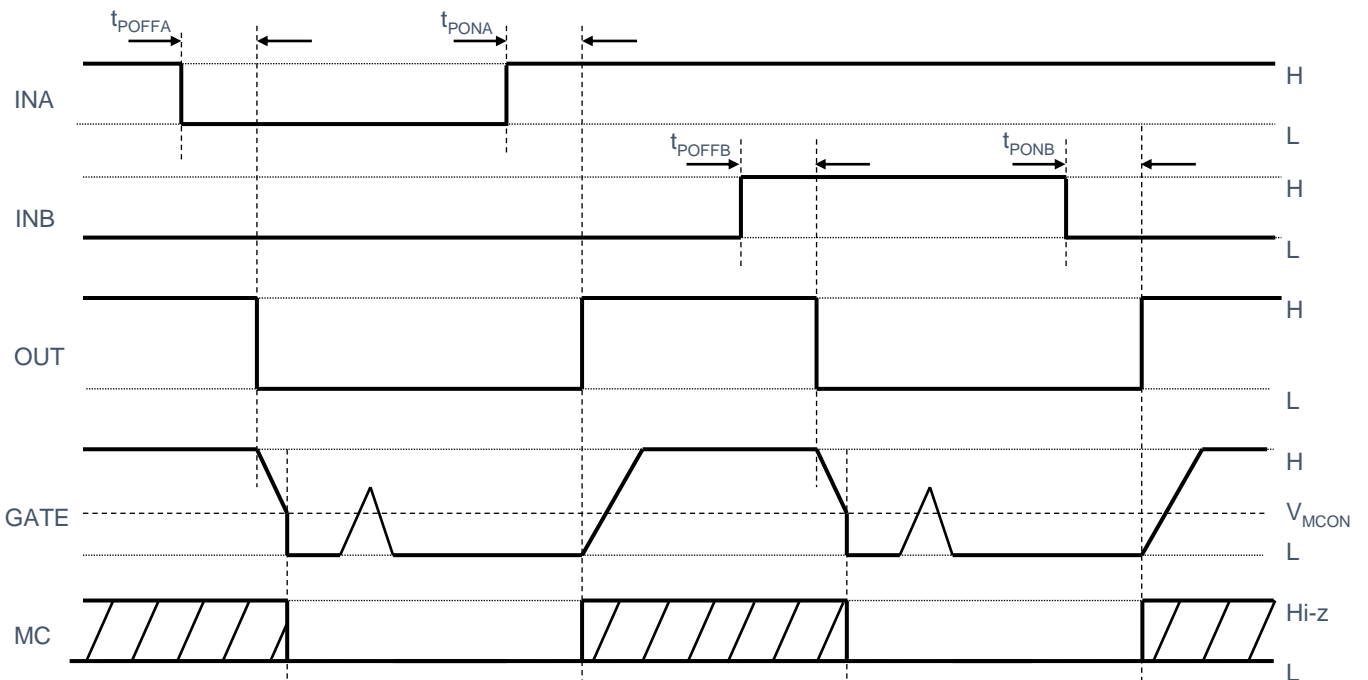 tPOFFA
tPONA
INA
H
L
tPOFFB
tPONB
INB
H
L
OUT
H
L
GATE
H
VMCON
L
MC
Hi-z
L